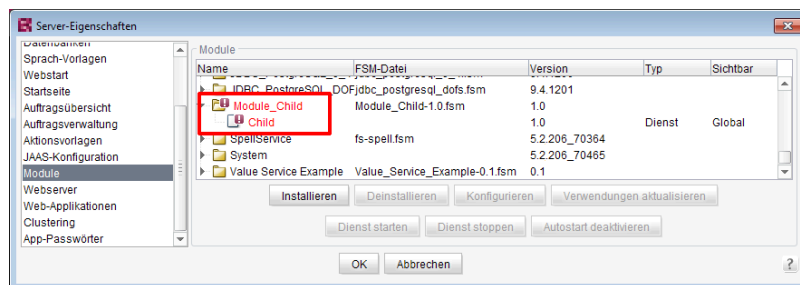 Server-Eigenschaften
Datenbanken
Sprach-Vorlagen
Webstart
Startseite
Auftragsübersicht
Auftragsverwaltung
Aktionsvorlagen
JAAS-Konfiguration
Module
Webserver
Web-Applikationen
Clustering
App-Passwörter
Module
Name FSM-Datei Version Typ Sichtbar
JDBC_PostgreSQL_DOF jdbc_postgresql_dofs.fsm 9.4.1201
Module_Child Module_Child-1.0.fsm 1.0
Child 1.0 Dienst Global
SpellService fs-spell.fsm 5.2.206_70364
System 5.2.206_70465
Value Service Example Value_Service_Example-0.1.fsm 0.1
Installieren Deinstallieren Konfigurieren Verwendungen aktualisieren
Dienst starten Dienst stoppen Autostart deaktivieren
OK Abbrechen ?